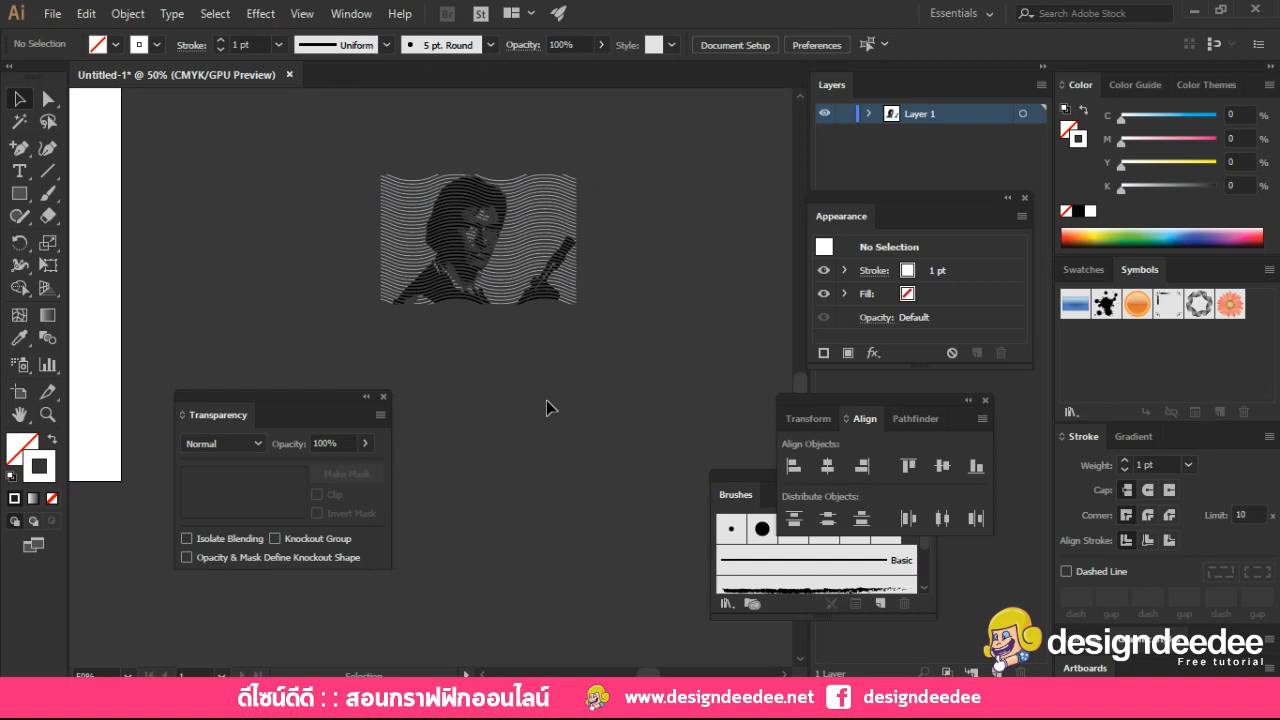 Ai File Edit Object Type Select Effect View Window Help Br St Essentials Search Adobe Stock
No Selection Stroke: 1 pt Uniform 5 pt. Round Opacity: 100% Style: Document Setup Preferences
Untitled-1* @ 50% (CMYK/GPU Preview)
Layers
Layer 1
Color Color Guide Color Themes
C 0 %
M 0 %
Y 0 %
K 0 %
Appearance
No Selection
Stroke: 1 pt
Fill:
Opacity: Default
Swatches Symbols
Transparency
Normal Opacity: 100%
Make Mask
Clip
Invert Mask
Isolate Blending Knockout Group
Opacity & Mask Define Knockout Shape
Transform Align Pathfinder
Align Objects:
Distribute Objects:
Brushes
Basic
Stroke Gradient
Weight: 1 pt
Cap:
Corner: Limit: 10 x
Align Stroke:
Dashed Line
dash gap dash gap dash gap
Artboards
1 Layer
50% 1
designdeedee
Free tutorial
ดีไซน์ดีดี : : สอนกราฟฟิกออนไลน์ www.designdeedee.net f designdeedee